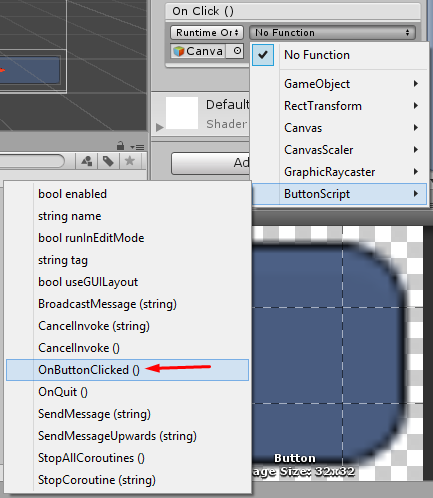 On Click ()
Runtime Or
No Function
Canva
No Function
GameObject
RectTransform
Canvas
CanvasScaler
GraphicRaycaster
ButtonScript
Default
Shader
Ad
bool enabled
string name
bool runInEditMode
string tag
bool useGUILayout
BroadcastMessage (string)
CancelInvoke (string)
CancelInvoke ()
OnButtonClicked ()
OnQuit ()
SendMessage (string)
SendMessageUpwards (string)
StopAllCoroutines ()
StopCoroutine (string)
Button
age Size: 32x32